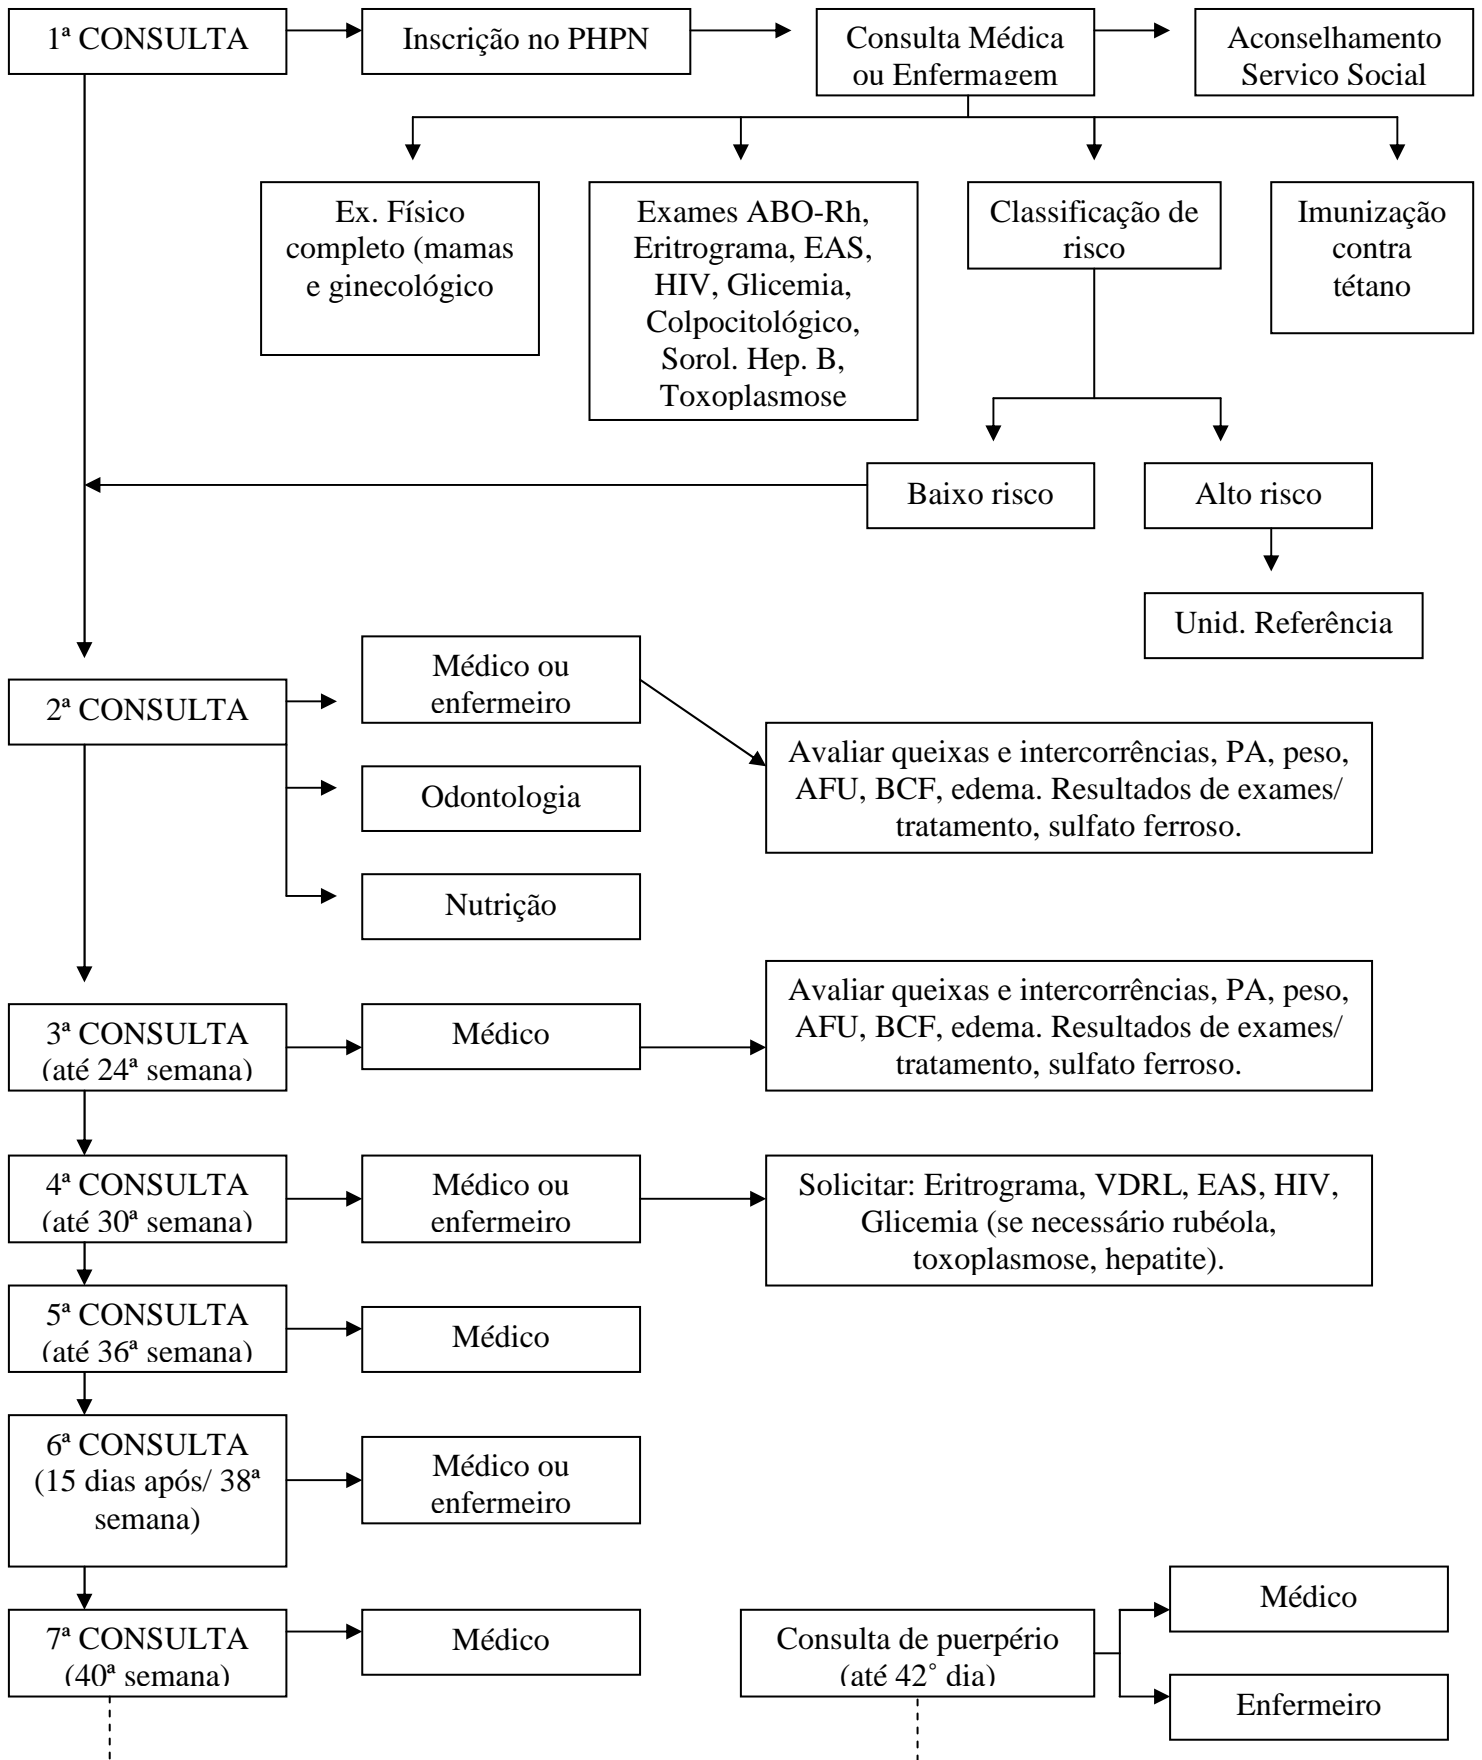 1ª CONSULTA
Inscrição no PHPN
Consulta Médica
ou Enfermagem
Aconselhamento
Serviço Social
Ex. Físico
completo (mamas
e ginecológico
Exames ABO-Rh,
Eritrograma, EAS,
HIV, Glicemia,
Colpocitológico,
Sorol. Hep. B,
Toxoplasmose
Classificação de
risco
Imunização
contra
tétano
Baixo risco
Alto risco
Unid. Referência
2ª CONSULTA
Médico ou
enfermeiro
Avaliar queixas e intercorrências, PA, peso,
AFU, BCF, edema. Resultados de exames/
tratamento, sulfato ferroso.
Odontologia
Nutrição
3ª CONSULTA
(até 24ª semana)
Médico
Avaliar queixas e intercorrências, PA, peso,
AFU, BCF, edema. Resultados de exames/
tratamento, sulfato ferroso.
4ª CONSULTA
(até 30ª semana)
Médico ou
enfermeiro
Solicitar: Eritrograma, VDRL, EAS, HIV,
Glicemia (se necessário rubéola,
toxoplasmose, hepatite).
5ª CONSULTA
(até 36ª semana)
Médico
6ª CONSULTA
(15 dias após/ 38ª
semana)
Médico ou
enfermeiro
7ª CONSULTA
(40ª semana)
Médico
Consulta de puerpério
(até 42˚ dia)
Médico
Enfermeiro